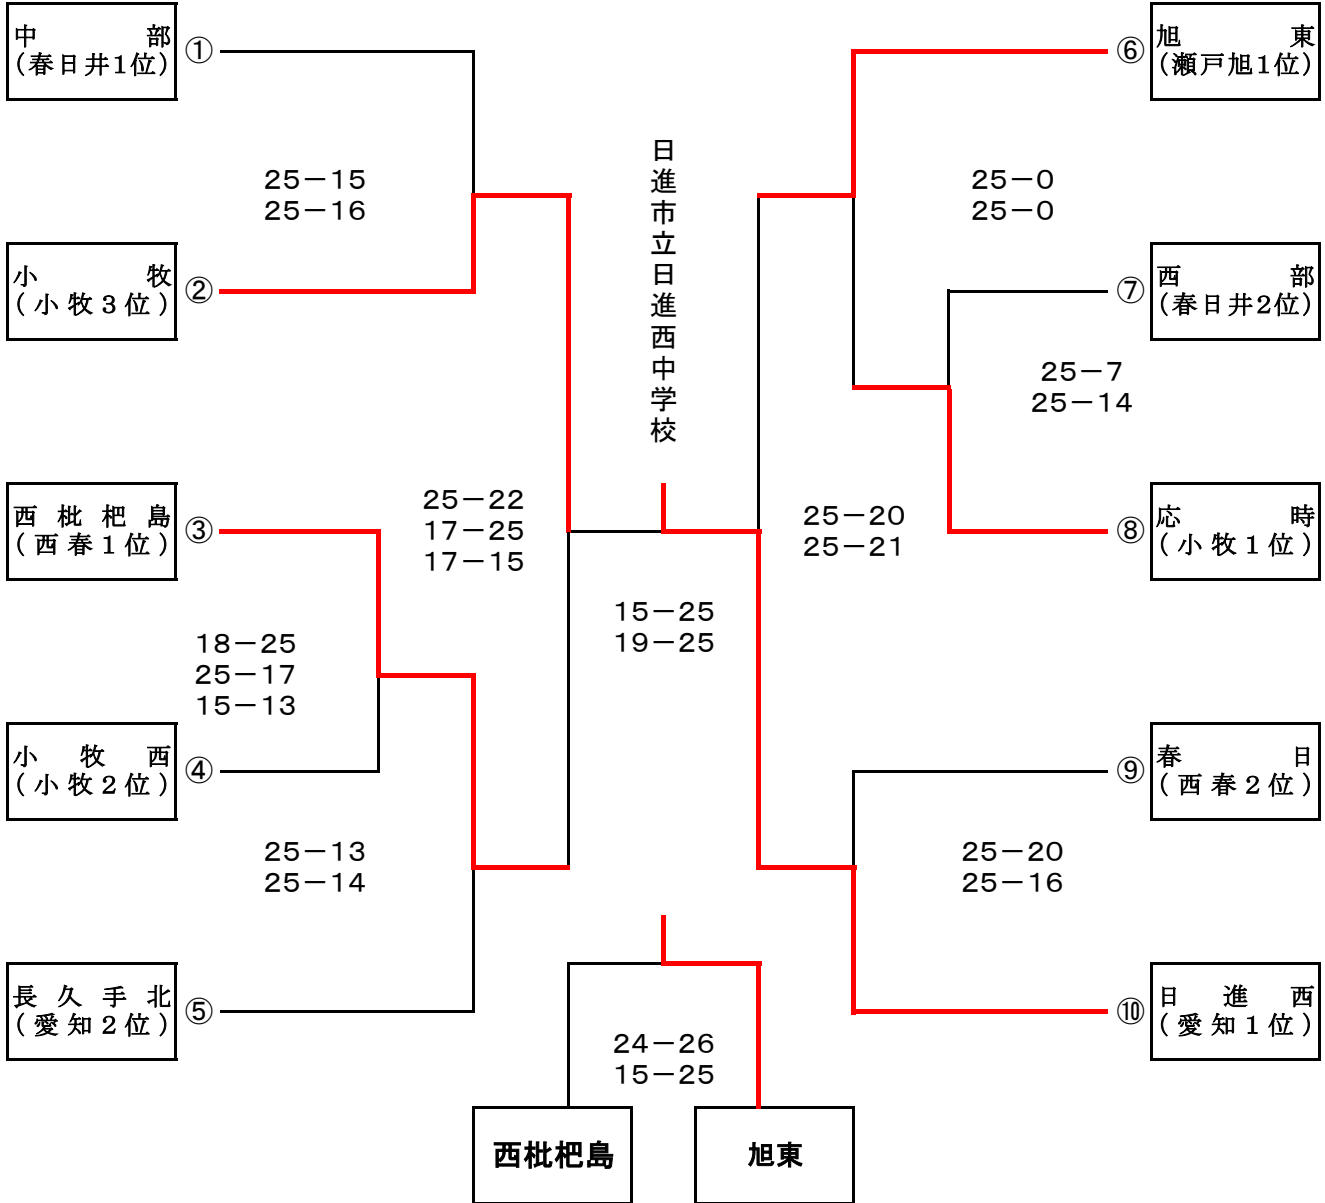 中部
(春日井1位)
①
25－15
25－16
小牧
(小牧3位)
②
西枇杷島
(西春1位)
③
18－25
25－17
15－13
小牧西
(小牧2位)
④
25－13
25－14
長久手北
(愛知2位)
⑤
25－22
17－25
17－15
日進市立日進西中学校
15－25
19－25
⑥
旭東
(瀬戸旭1位)
25－0
25－0
⑦
西部
(春日井2位)
25－7
25－14
⑧
応時
(小牧1位)
25－20
25－21
⑨
春日
(西春2位)
25－20
25－16
⑩
日進西
(愛知1位)
24－26
15－25
西枇杷島
旭東